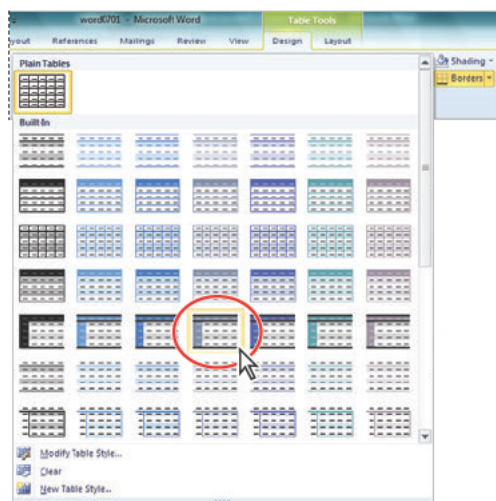 word0701 - Microsoft Word
Table Tools
yout References Mailings Review View Design Layout
Shading
Borders
Plain Tables
Built-In
Modify Table Style...
Clear
New Table Style...